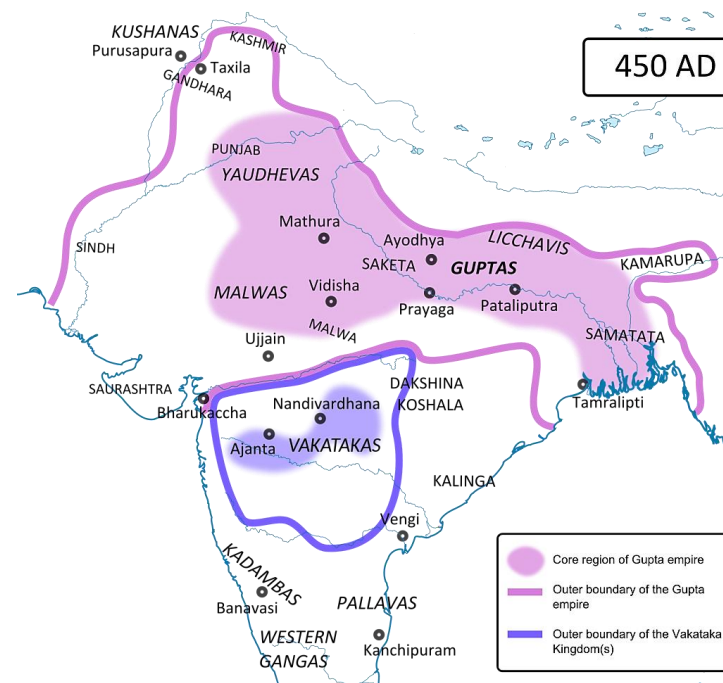 KUSHANAS
KASHMIR
Purusapura
450 AD
Taxila
GANDHARA
PUNJAB
YAUDHEVAS
Mathura
SINDH
Ayodhya
LICCHAVIS
SAKETA
GUPTAS
KAMARUPA
Vidisha
MALWAS
Prayaga
Pataliputra
MALWA
Ujjain
SAMATATA
SAURASHTRA
DAKSHINA
KOSHALA
Bharukaccha
Nandivardhana
Tamralipti
Ajanta
VAKATAKAS
KALINGA
Vengi
KADAMBAS
Banavasi
PALLAVAS
WESTERN
GANGAS
Kanchipuram
Core region of Gupta empire
Outer boundary of the Gupta
empire
Outer boundary of the Vakataka
Kingdom(s)